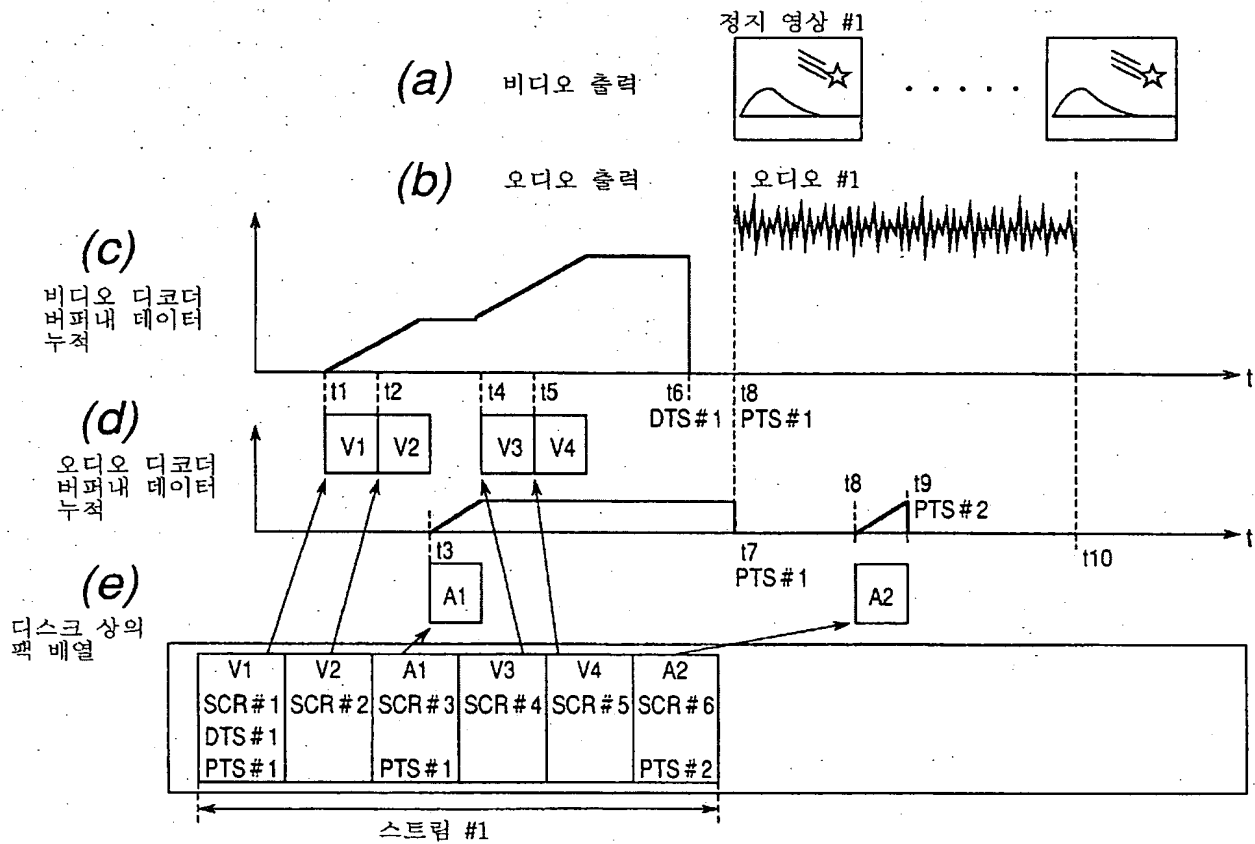 정지 영상 #1
(a) 비디오 출력
(b) 오디오 출력
오디오 #1
(c)
비디오 디코더
버퍼내 데이터
누적
t
t1 t2 t4 t5 t6 t8
DTS#1 PTS#1
V1 V2 V3 V4
(d)
오디오 디코더
버퍼내 데이터
누적
t8 t9
PTS#2
t
t3 t7 t10
PTS#1
A1 A2
(e)
디스크 상의
팩 배열
V1 V2 A1 V3 V4 A2
SCR#1 SCR#2 SCR#3 SCR#4 SCR#5 SCR#6
DTS#1
PTS#1 PTS#1 PTS#2
스트림 #1